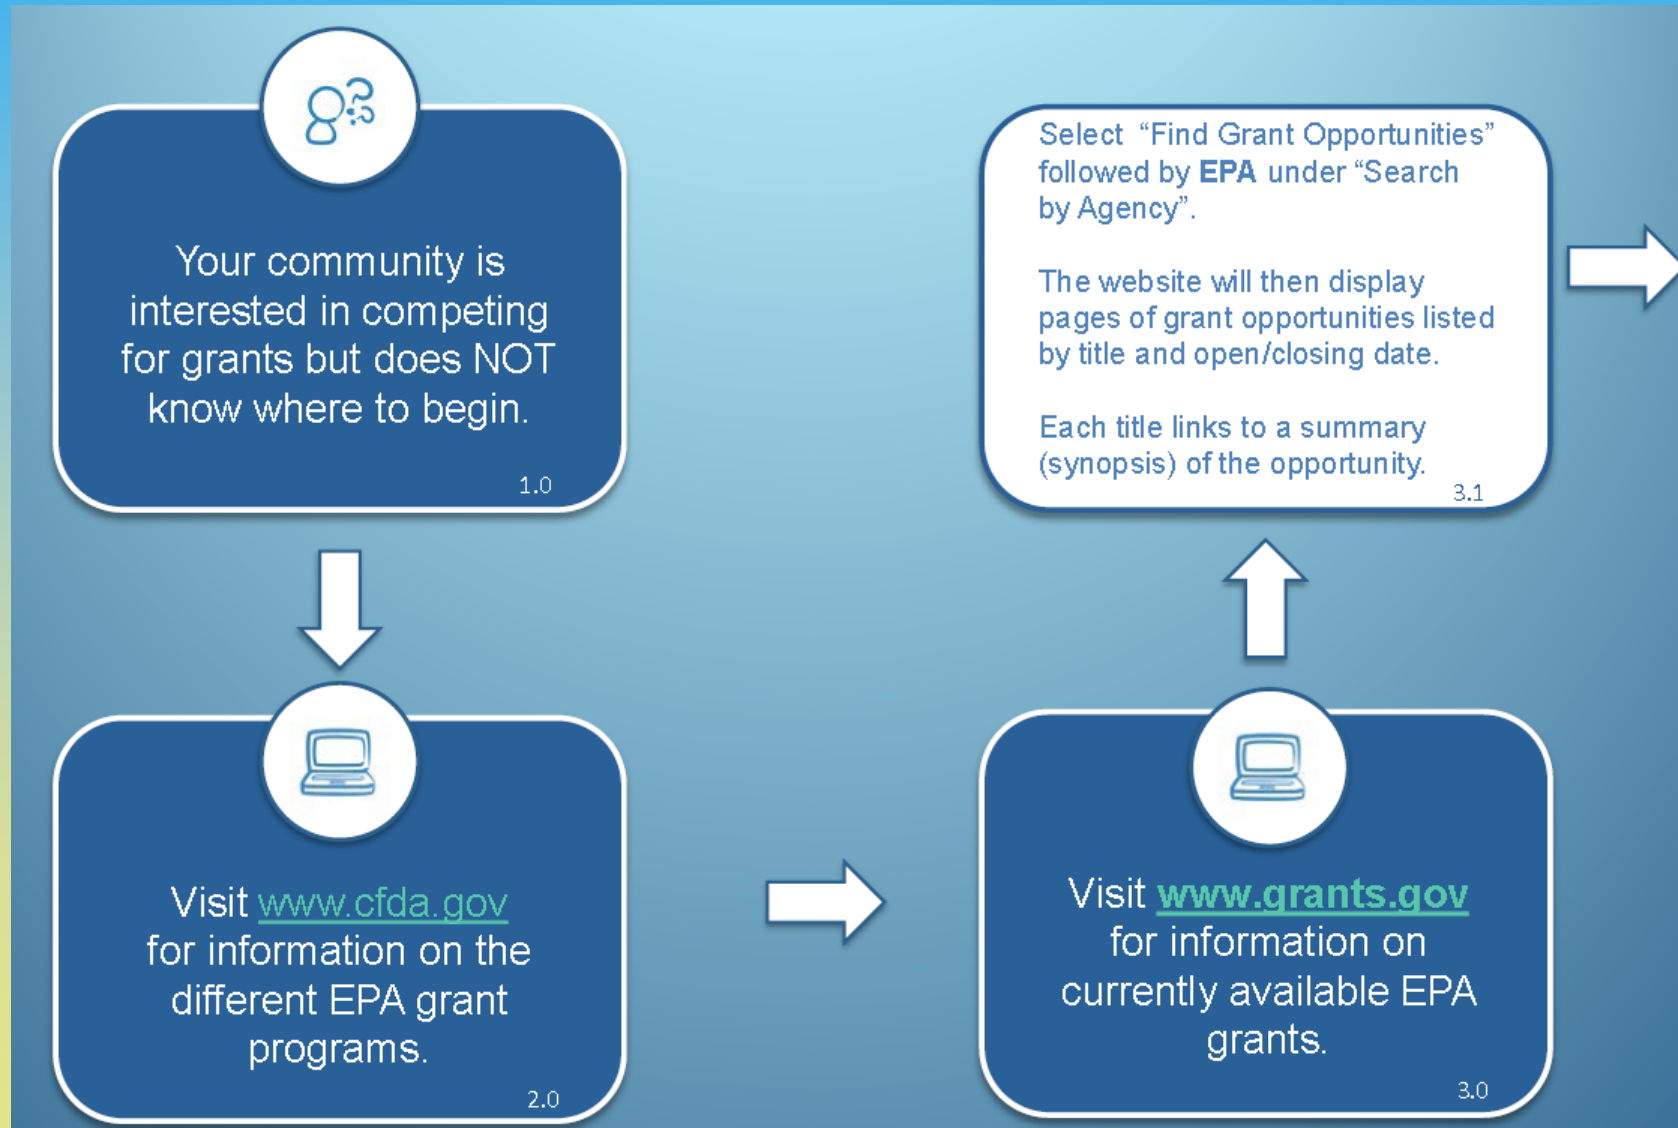 Your community is
interested in competing
for grants but does NOT
know where to begin.
1.0
Visit www.cfda.gov
for information on the
different EPA grant
programs.
2.0
Visit www.grants.gov
for information on
currently available EPA
grants.
3.0
Select “Find Grant Opportunities”
followed by EPA under “Search
by Agency”.
The website will then display
pages of grant opportunities listed
by title and open/closing date.
Each title links to a summary
(synopsis) of the opportunity.
3.1